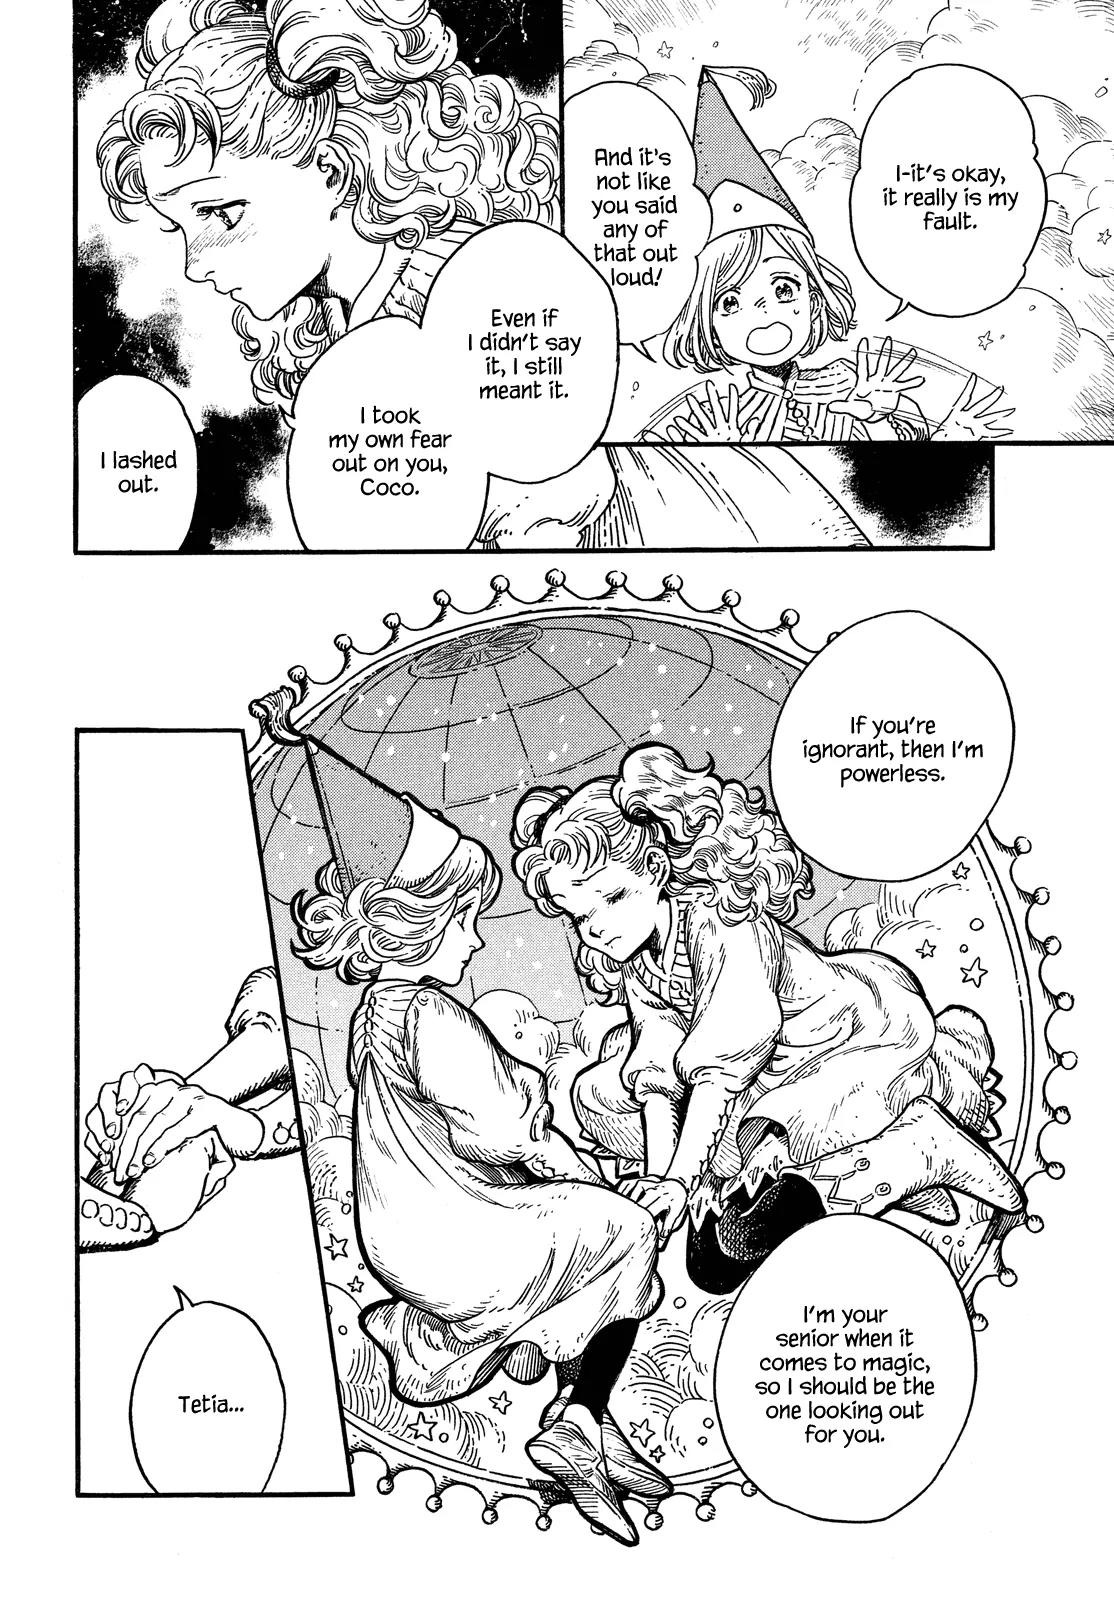 I-it's okay,
it really is my
fault.
And it's
not like
you said
any of
that out
loud!
Even if
I didn't say
it, I still
meant it.
I took
my own fear
out on you,
Coco.
I lashed
out.
If you're
ignorant, then I'm
powerless.
I'm your
senior when it
comes to magic,
so I should be the
one looking out
for you.
Tetia...